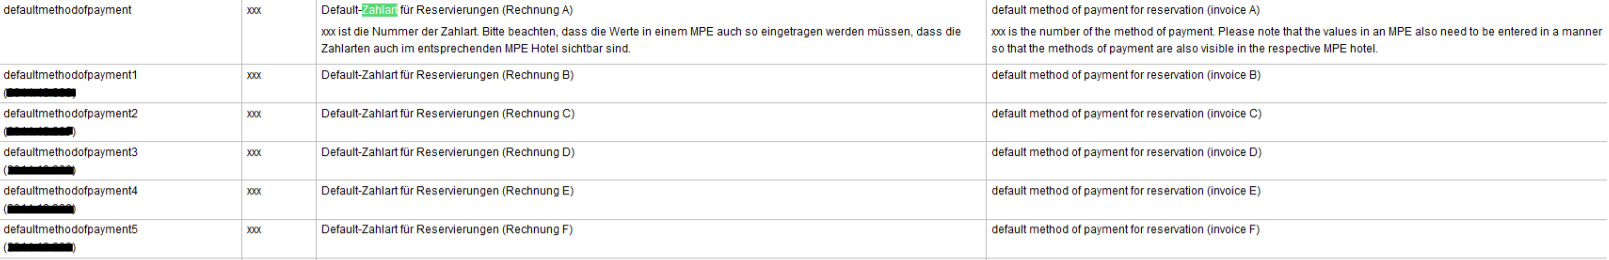 defaultmethodofpayment xxx Default-Zahlart für Reservierungen (Rechnung A) default method of payment for reservation (invoice A)
xxx ist die Nummer der Zahlart. Bitte beachten, dass die Werte in einem MPE auch so eingetragen werden müssen, dass die xxx is the number of the method of payment. Please note that the values in an MPE also need to be entered in a manner
Zahlarten auch im entsprechenden MPE Hotel sichtbar sind. so that the methods of payment are also visible in the respective MPE hotel.
defaultmethodofpayment1 xxx Default-Zahlart für Reservierungen (Rechnung B) default method of payment for reservation (invoice B)
defaultmethodofpayment2 xxx Default-Zahlart für Reservierungen (Rechnung C) default method of payment for reservation (invoice C)
defaultmethodofpayment3 xxx Default-Zahlart für Reservierungen (Rechnung D) default method of payment for reservation (invoice D)
defaultmethodofpayment4 xxx Default-Zahlart für Reservierungen (Rechnung E) default method of payment for reservation (invoice E)
defaultmethodofpayment5 xxx Default-Zahlart für Reservierungen (Rechnung F) default method of payment for reservation (invoice F)